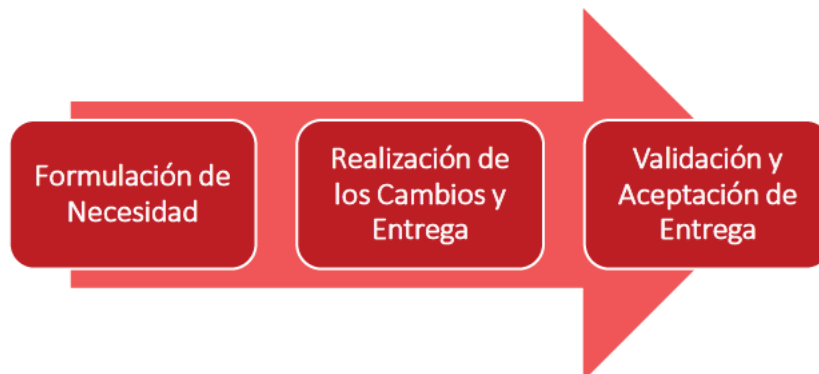 Formulación de
Necesidad
Realización de
los Cambios y
Entrega
Validación y
Aceptación de
Entrega